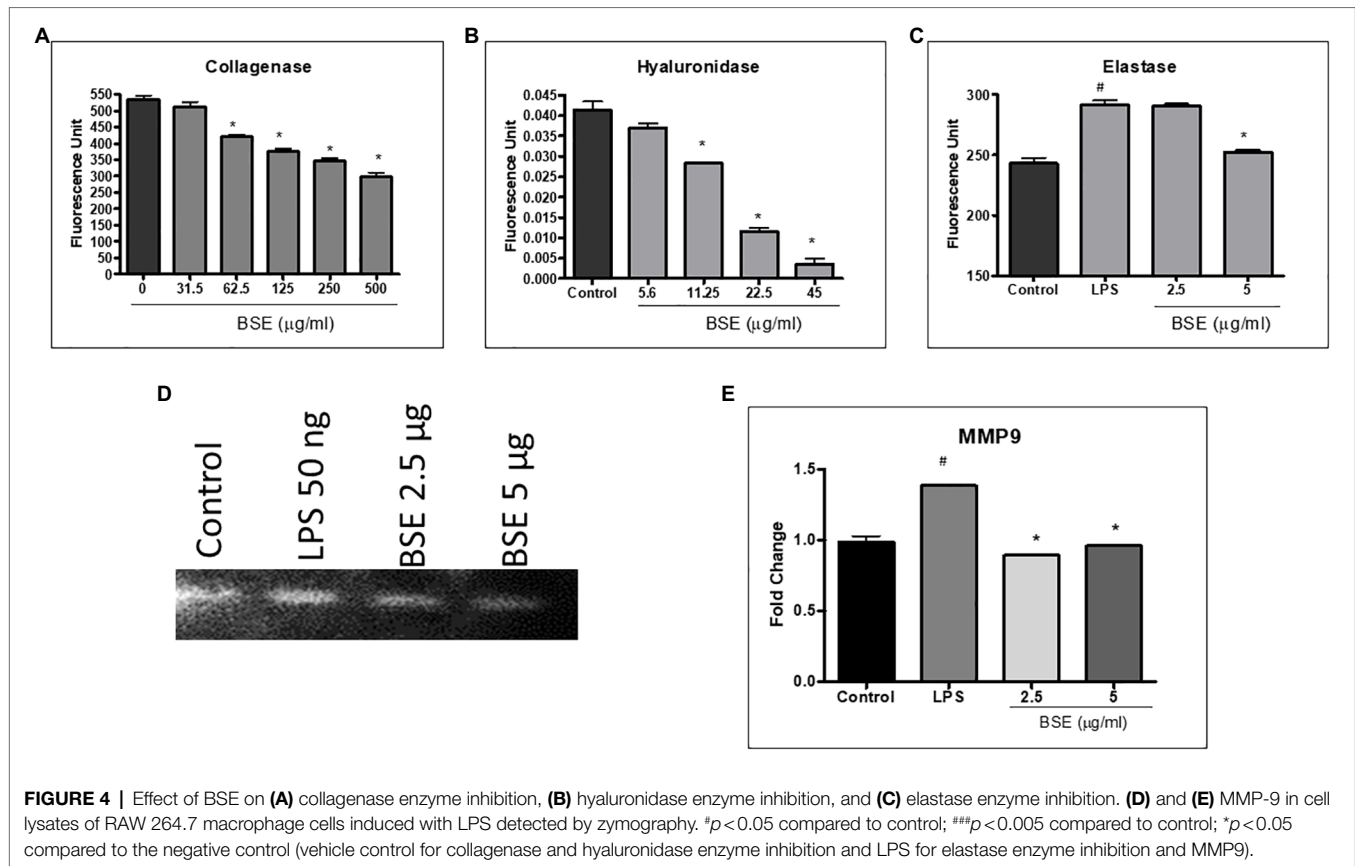 A
Collagenase
Fluorescence Unit
550
500
450
400
350
300
250
200
150
100
50
0
*
*
*
*
0 31.5 62.5 125 250 500
BSE (µg/ml)
B
Hyaluronidase
Fluorescence Unit
0.045
0.040
0.035
0.030
0.025
0.020
0.015
0.010
0.005
0.000
*
*
*
Control 5.6 11.25 22.5 45
BSE (µg/ml)
C
Elastase
Fluorescence Unit
300
250
200
150
#
*
Control LPS 2.5 5
BSE (µg/ml)
D
Control
LPS 50 ng
BSE 2.5 µg
BSE 5 µg
E
MMP9
Fold Change
1.5
1.0
0.5
0.0
#
*
*
Control LPS 2.5 5
BSE (µg/ml)
FIGURE 4 | Effect of BSE on (A) collagenase enzyme inhibition, (B) hyaluronidase enzyme inhibition, and (C) elastase enzyme inhibition. (D) and (E) MMP-9 in cell
lysates of RAW 264.7 macrophage cells induced with LPS detected by zymography. #p<0.05 compared to control; ###p<0.005 compared to control; *p<0.05
compared to the negative control (vehicle control for collagenase and hyaluronidase enzyme inhibition and LPS for elastase enzyme inhibition and MMP9).